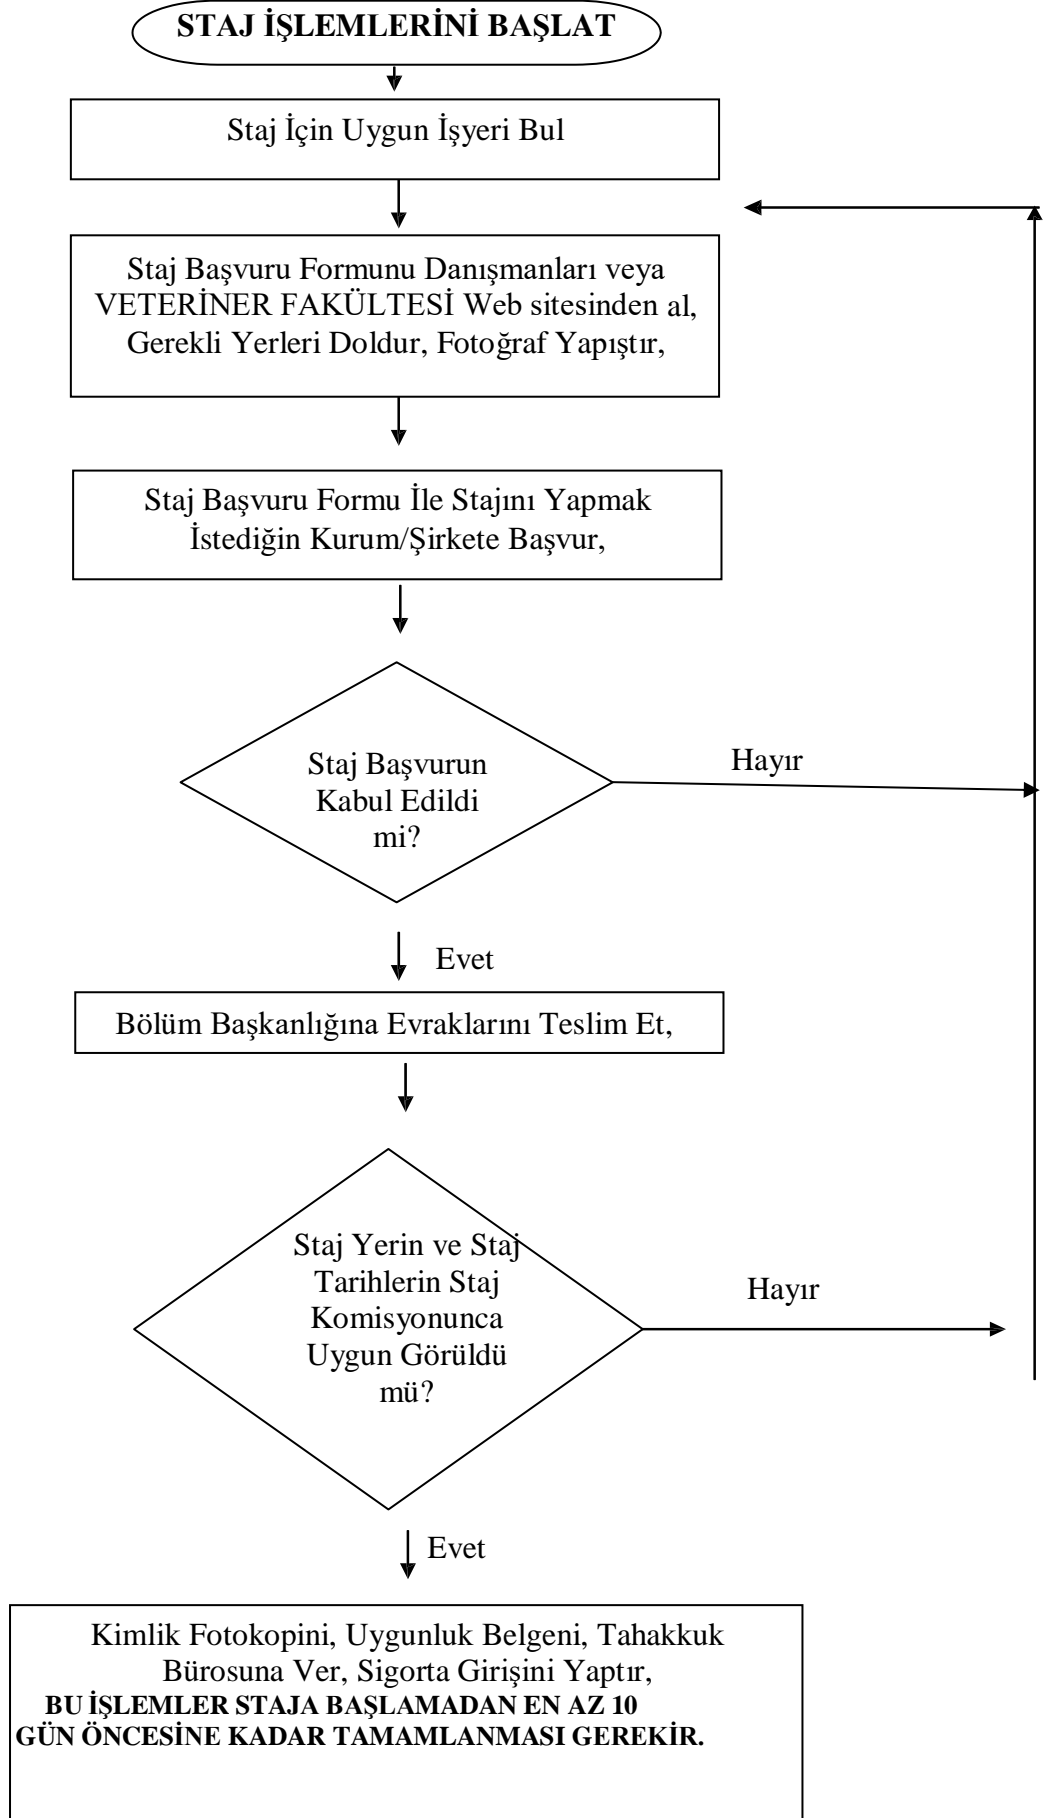 STAJ İŞLEMLERİNİ BAŞLAT
Staj İçin Uygun İşyeri Bul
Staj Başvuru Formunu Danışmanları veya
VETERİNER FAKÜLTESİ Web sitesinden al,
Gerekli Yerleri Doldur, Fotoğraf Yapıştır,
Staj Başvuru Formu İle Stajını Yapmak
İstediğin Kurum/Şirkete Başvur,
Staj Başvurun
Kabul Edildi
mi?
Hayır
Evet
Bölüm Başkanlığına Evraklarını Teslim Et,
Staj Yerin ve Staj
Tarihlerin Staj
Komisyonunca
Uygun Görüldü
mü?
Hayır
Evet
Kimlik Fotokopini, Uygunluk Belgeni, Tahakkuk
Bürosuna Ver, Sigorta Girişini Yaptır,
BU İŞLEMLER STAJA BAŞLAMADAN EN AZ 10
GÜN ÖNCESİNE KADAR TAMAMLANMASI GEREKİR.